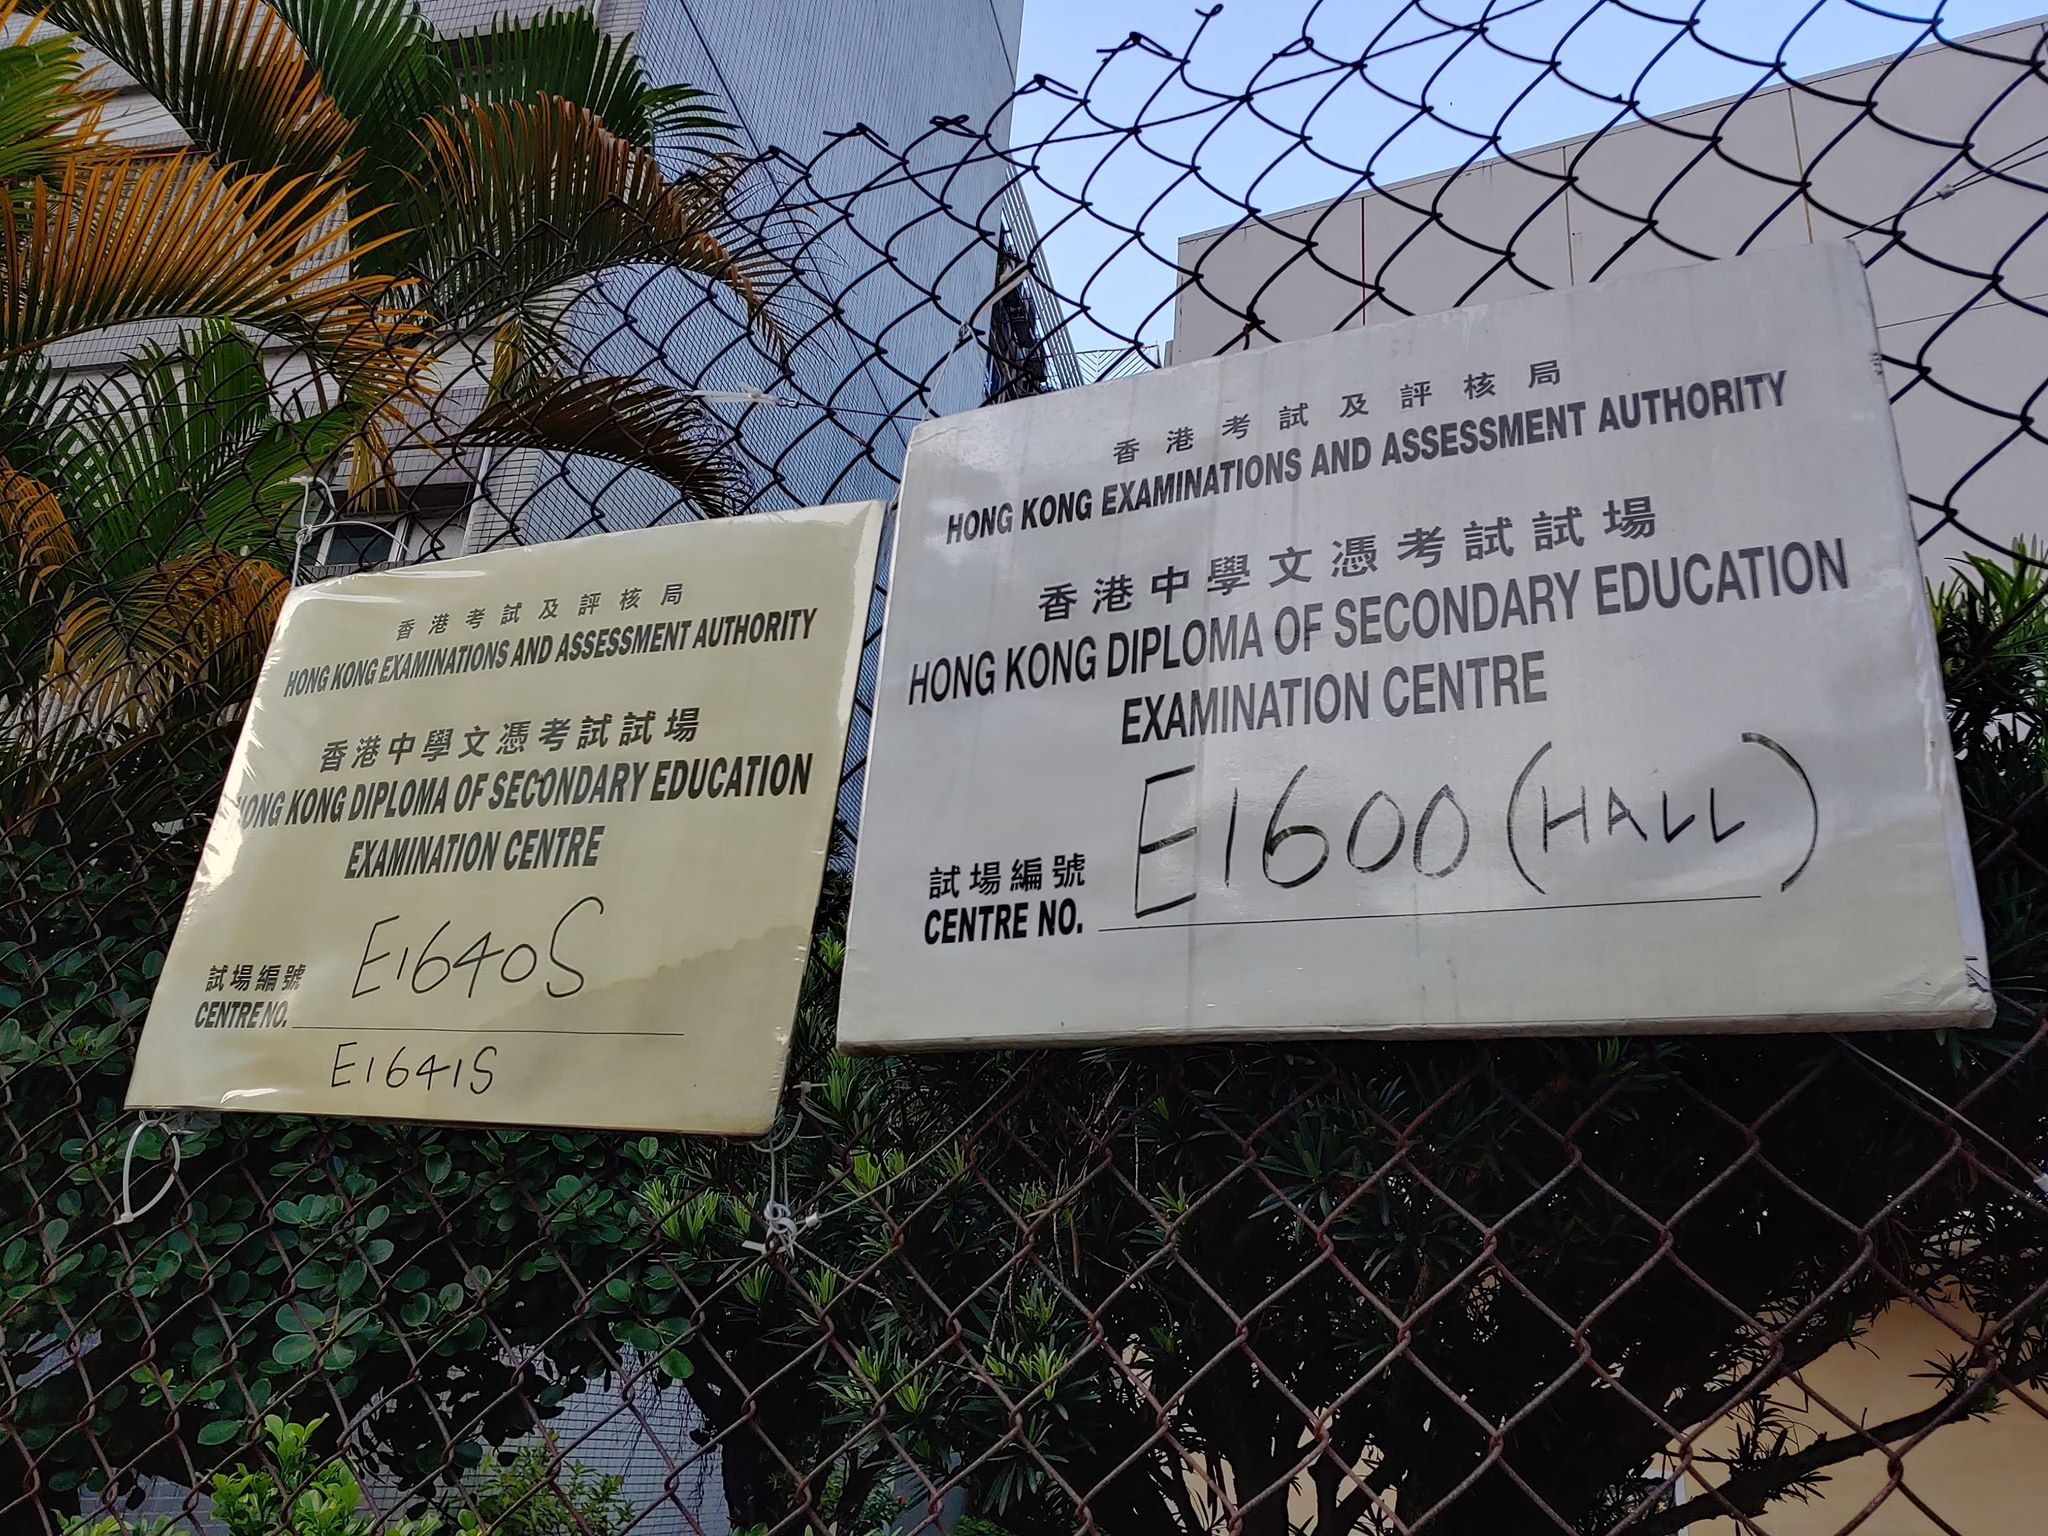 香港考試及評核局
HONG KONG EXAMINATIONS AND ASSESSMENT AUTHORITY
香港中學文憑考試試場
HONG KONG DIPLOMA OF SECONDARY EDUCATION
EXAMINATION CENTRE
試場編號
CENTRE NO. E1640S
E1641S
香港考試及評核局
HONG KONG EXAMINATIONS AND ASSESSMENT AUTHORITY
香港中學文憑考試試場
HONG KONG DIPLOMA OF SECONDARY EDUCATION
EXAMINATION CENTRE
試場編號
CENTRE NO. E1600 (HALL)